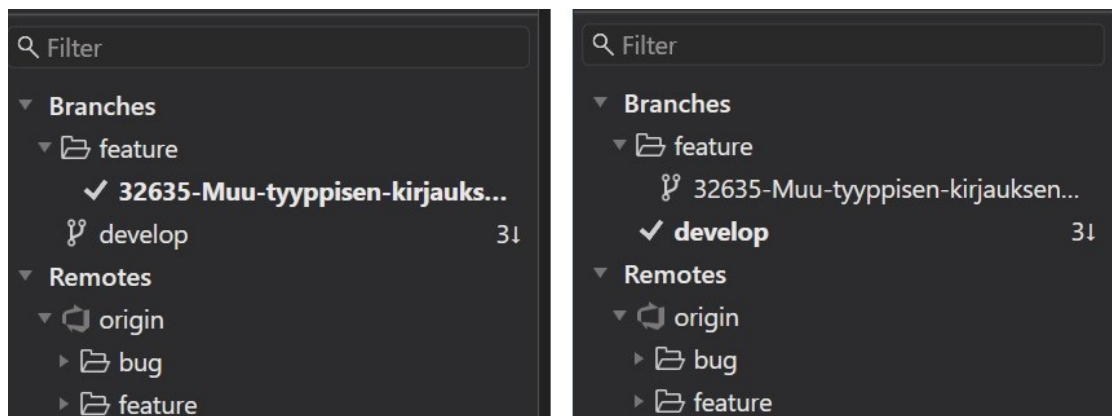 Filter
Branches
feature
32635-Muu-tyyppisen-kirjauks...
develop 3↓
Remotes
origin
bug
feature
Filter
Branches
feature
32635-Muu-tyyppisen-kirjauksen...
develop 3↓
Remotes
origin
bug
feature